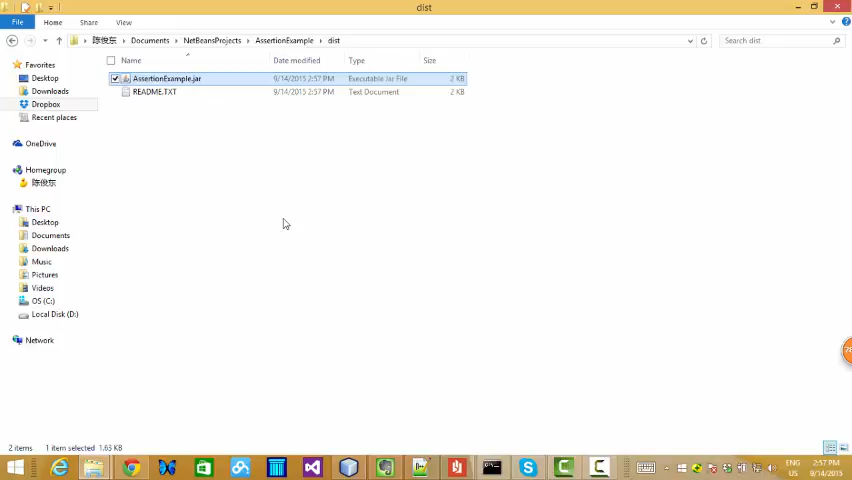 dist
File Home Share View
陈俊东 Documents NetBeansProjects AssertionExample dist Search dist
Name Date modified Type Size
AssertionExample.jar 9/14/2015 2:57 PM Executable Jar File 2 KB
README.TXT 9/14/2015 2:57 PM Text Document 2 KB
Favorites
Desktop
Downloads
Dropbox
Recent places
OneDrive
Homegroup
陈俊东
This PC
Desktop
Documents
Downloads
Music
Pictures
Videos
OS (C:)
Local Disk (D:)
Network
78
2 items 1 item selected 1.63 KB
ENG 2:57 PM
US 9/14/2015